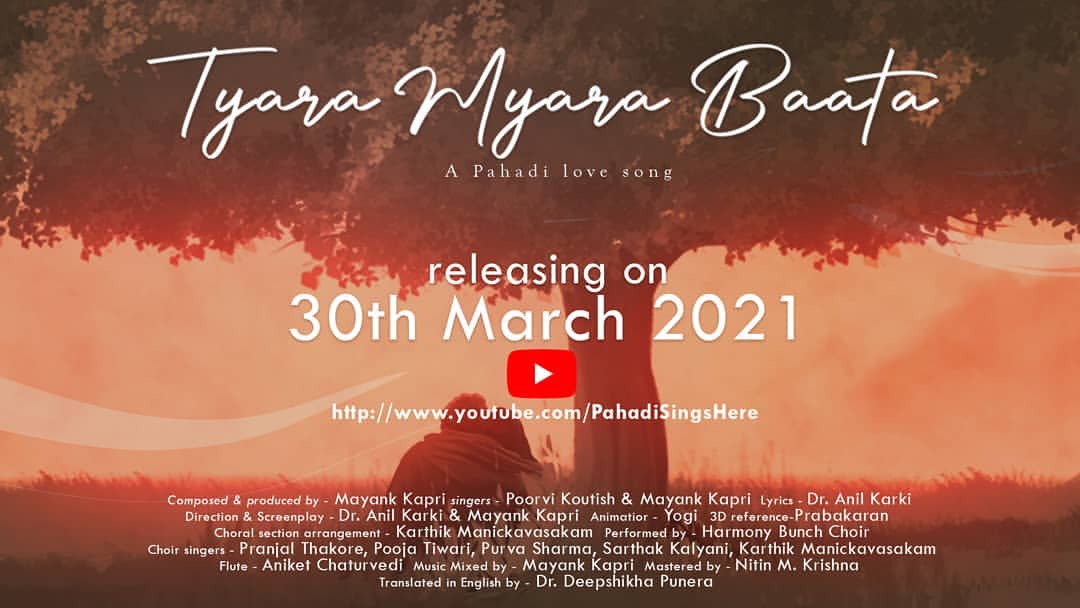 Tyara Myara Baata
A Pahadi love song
releasing on
30th March 2021
http://www.youtube.com/PahadiSingsHere
Composed & produced by - Mayank Kapri singers - Poorvi Koutish & Mayank Kapri Lyrics - Dr. Anil Karki
Direction & Screenplay - Dr. Anil Karki & Mayank Kapri Animatior - Yogi 3D reference-Prabakaran
Choral section arrangement - Karthik Manickavasakam Performed by - Harmony Bunch Choir
Choir singers - Pranjal Thakore, Pooja Tiwari, Purva Sharma, Sarthak Kalyani, Karthik Manickavasakam
Flute - Aniket Chaturvedi Music Mixed by - Mayank Kapri Mastered by - Nitin M. Krishna
Translated in English by - Dr. Deepshikha Punera